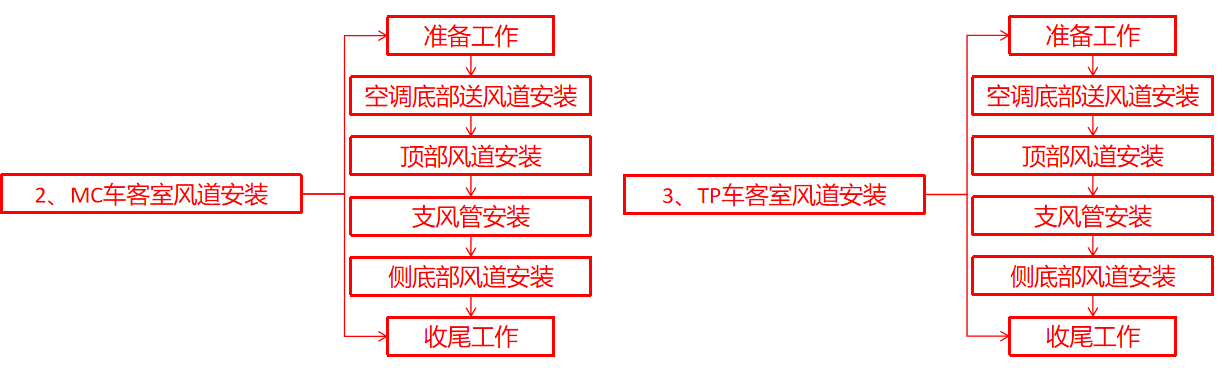 2、MC车客室风道安装
准备工作
空调底部送风道安装
顶部风道安装
支风管安装
侧底部风道安装
收尾工作
3、TP车客室风道安装
准备工作
空调底部送风道安装
顶部风道安装
支风管安装
侧底部风道安装
收尾工作